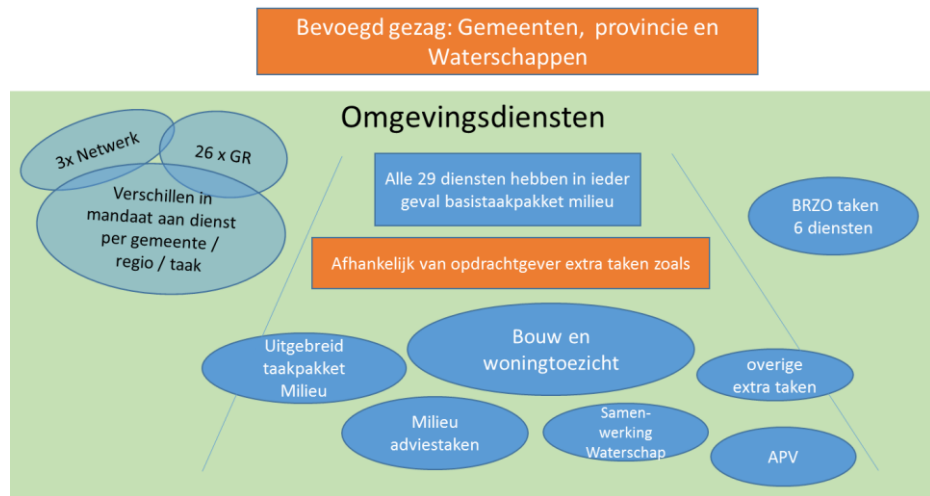 Bevoegd gezag: Gemeenten, provincie en
Waterschappen
Omgevingsdiensten
3x Netwerk
26 x GR
Verschillen in
mandaat aan dienst
per gemeente /
regio / taak
Alle 29 diensten hebben in ieder
geval basistaakpakket milieu
BRZO taken
6 diensten
Afhankelijk van opdrachtgever extra taken zoals
Uitgebreid
taakpakket
Milieu
Bouw en
woningtoezicht
overige
extra taken
Milieu
adviestaken
Samen-
werking
Waterschap
APV